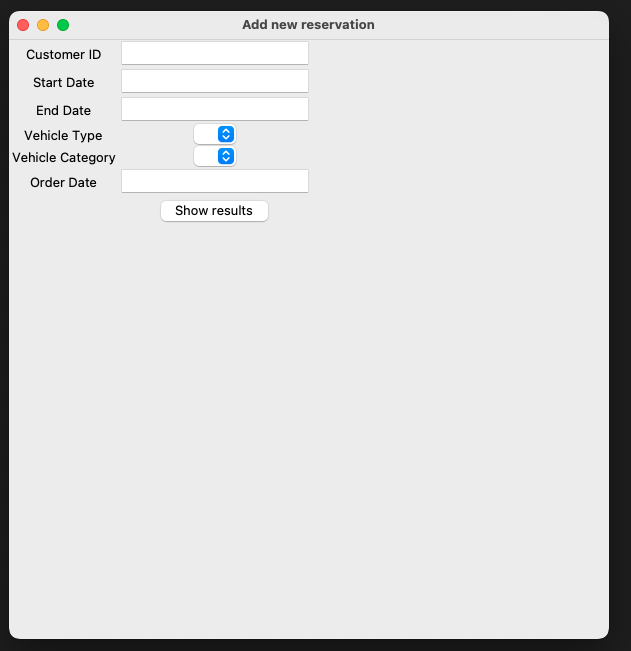 Add new reservation
Customer ID
Start Date
End Date
Vehicle Type
Vehicle Category
Order Date
Show results